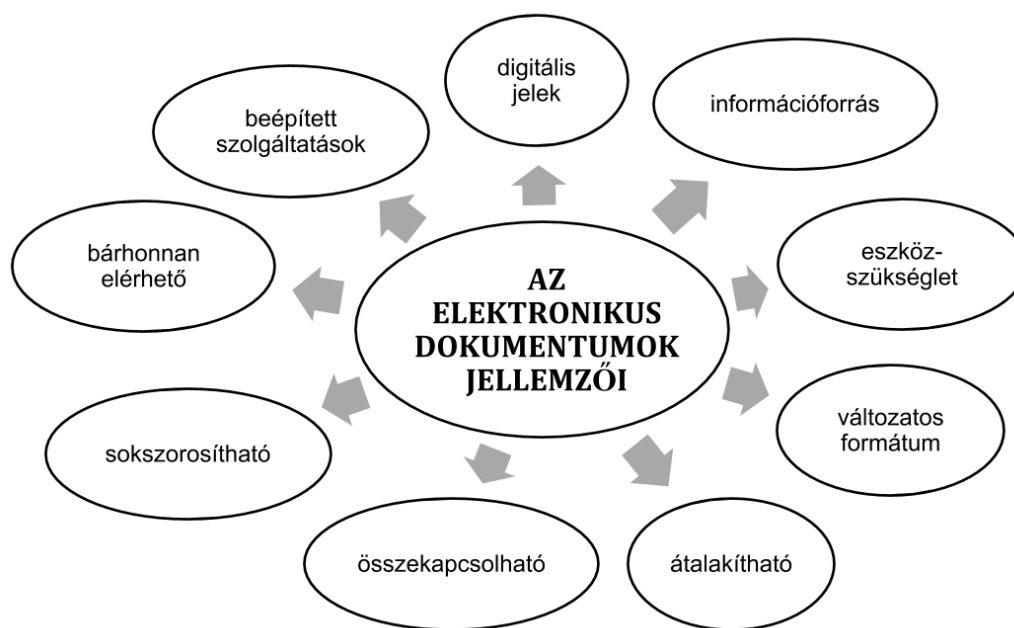 digitális
jelek
információforrás
beépített
szolgáltatások
bárhonnan
elérhető
eszköz-
szükséglet
AZ
ELEKTRONIKUS
DOKUMENTUMOK
JELLEMZŐI
változatos
formátum
sokszorosítható
összekapcsolható
átalakítható